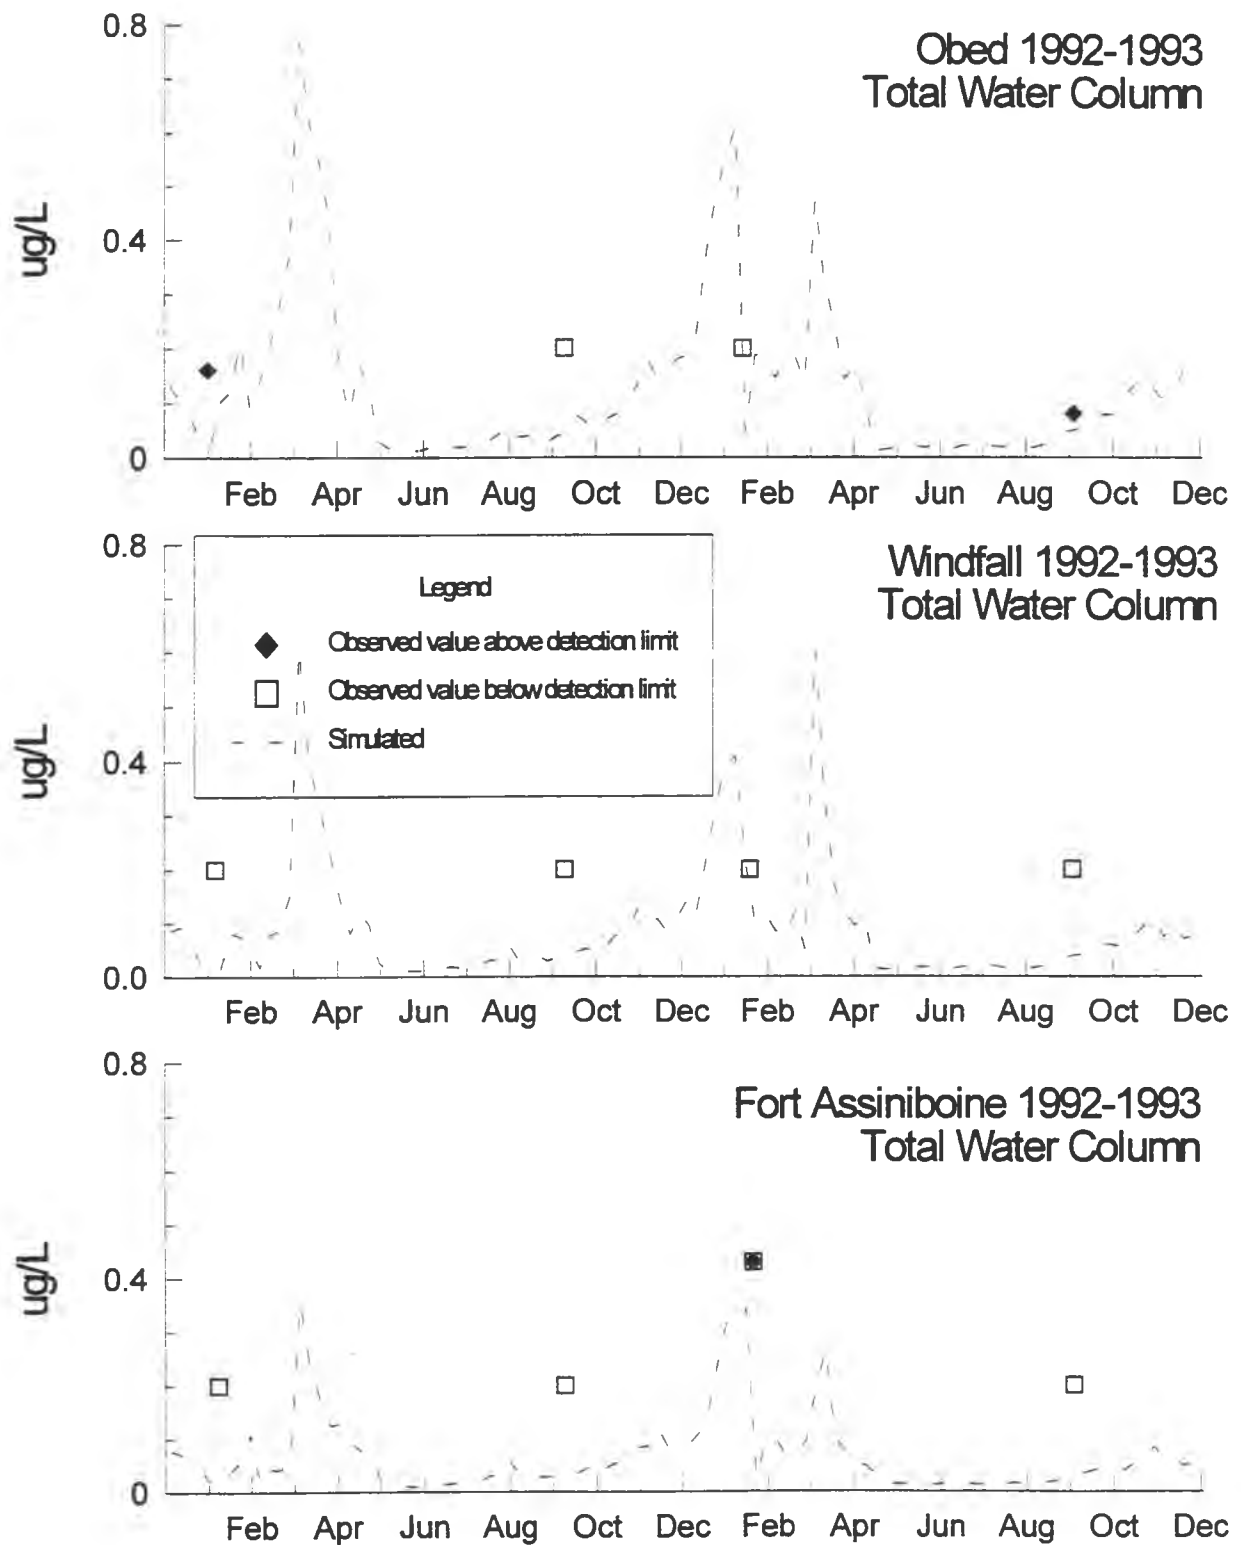 Obed 1992-1993
Total Water Column
ug/L
0.8
0.4
0
Feb Apr Jun Aug Oct Dec Feb Apr Jun Aug Oct Dec
Windfall 1992-1993
Total Water Column
ug/L
0.8
0.4
0.0
Legend
Observed value above detection limit
Observed value below detection limit
Simulated
Feb Apr Jun Aug Oct Dec Feb Apr Jun Aug Oct Dec
Fort Assiniboine 1992-1993
Total Water Column
ug/L
0.8
0.4
0
Feb Apr Jun Aug Oct Dec Feb Apr Jun Aug Oct Dec